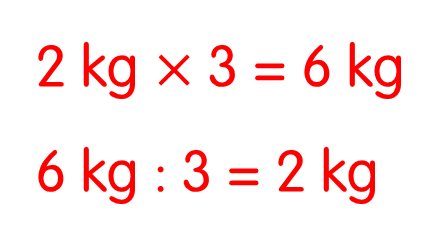 2 kg × 3 = 6 kg
6 kg : 3 = 2 kg